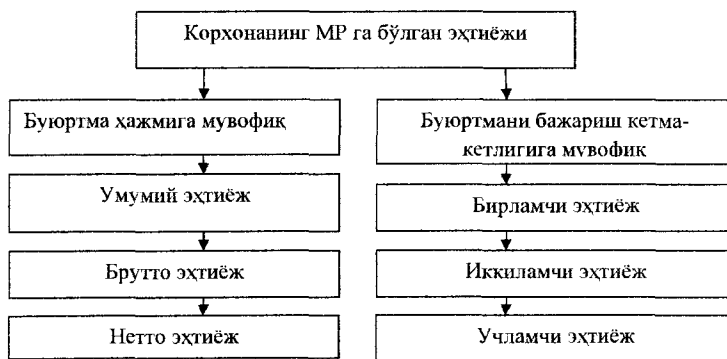 Корхонанинг МР га бўлган эҳтиёжи
Буюртма ҳажмига мувофиқ
Умумий эҳтиёж
Брутто эҳтиёж
Нетто эҳтиёж
Буюртмани бажариш кетма-
кетлигига мувофик
Бирламчи эҳтиёж
Иккиламчи эҳтиёж
Учламчи эҳтиёж